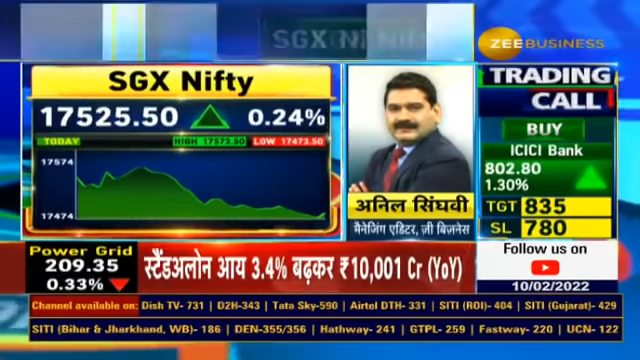 SGX Nifty
ZEE BUSINESS
SGX Nifty
17525.50 0.24%
TODAY HIGH 17573.50 LOW 17473.50
17574
17474
अनिल सिंघवी
मैनेजिंग एडिटर, ज़ी बिज़नेस
TRADING
CALL
BUY
ICICI Bank
802.80
1.30%
TGT 835
SL 780
Power Grid
209.35
0.33%
स्टैंडअलोन आय 3.4% बढ़कर ₹10,001 Cr (YoY)
Follow us on
10/02/2022
Channel available on: Dish TV- 731 | D2H-343 | Tata Sky-590 | Airtel DTH- 331 | SITI (ROI)- 404 | SITI (Gujarat)- 429
SITI (Bihar & Jharkhand, WB)- 186 | DEN-355/356 | Hathway- 241 | GTPL- 259 | Fastway- 220 | UCN- 122